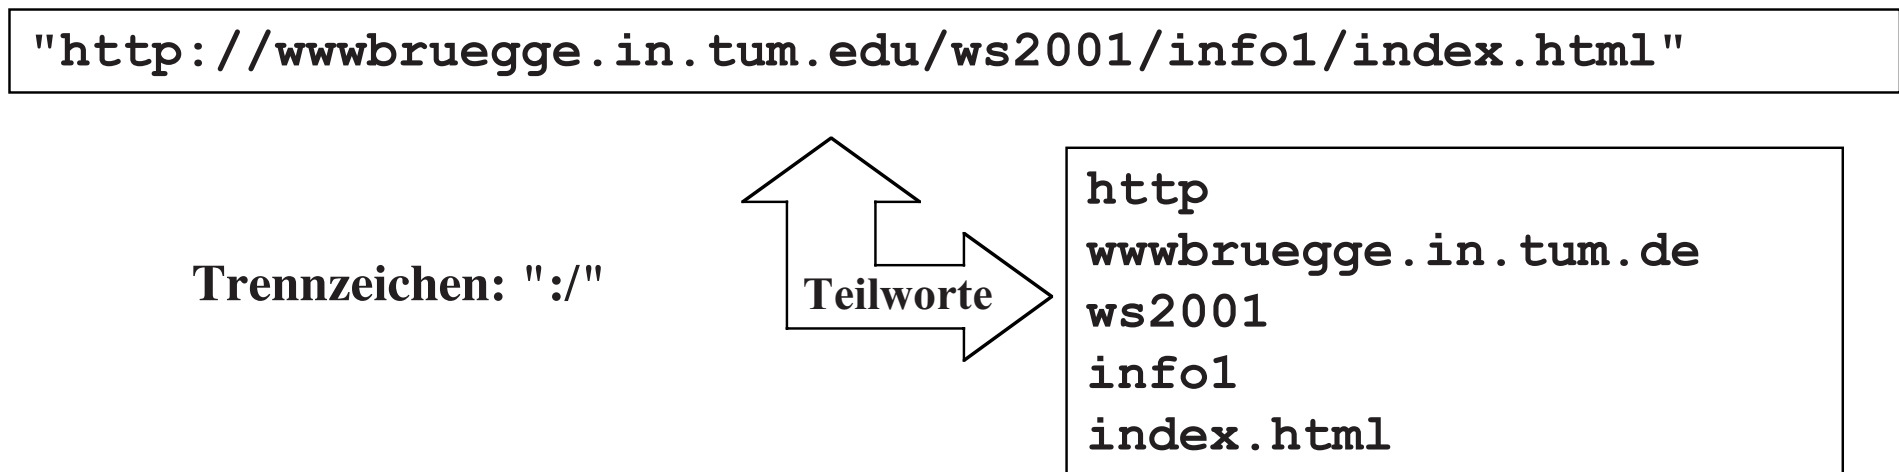 "http://wwwbruegge.in.tum.edu/ws2001/info1/index.html"
Trennzeichen: ":/"
Teilworte
http
wwwbruegge.in.tum.de
ws2001
info1
index.html